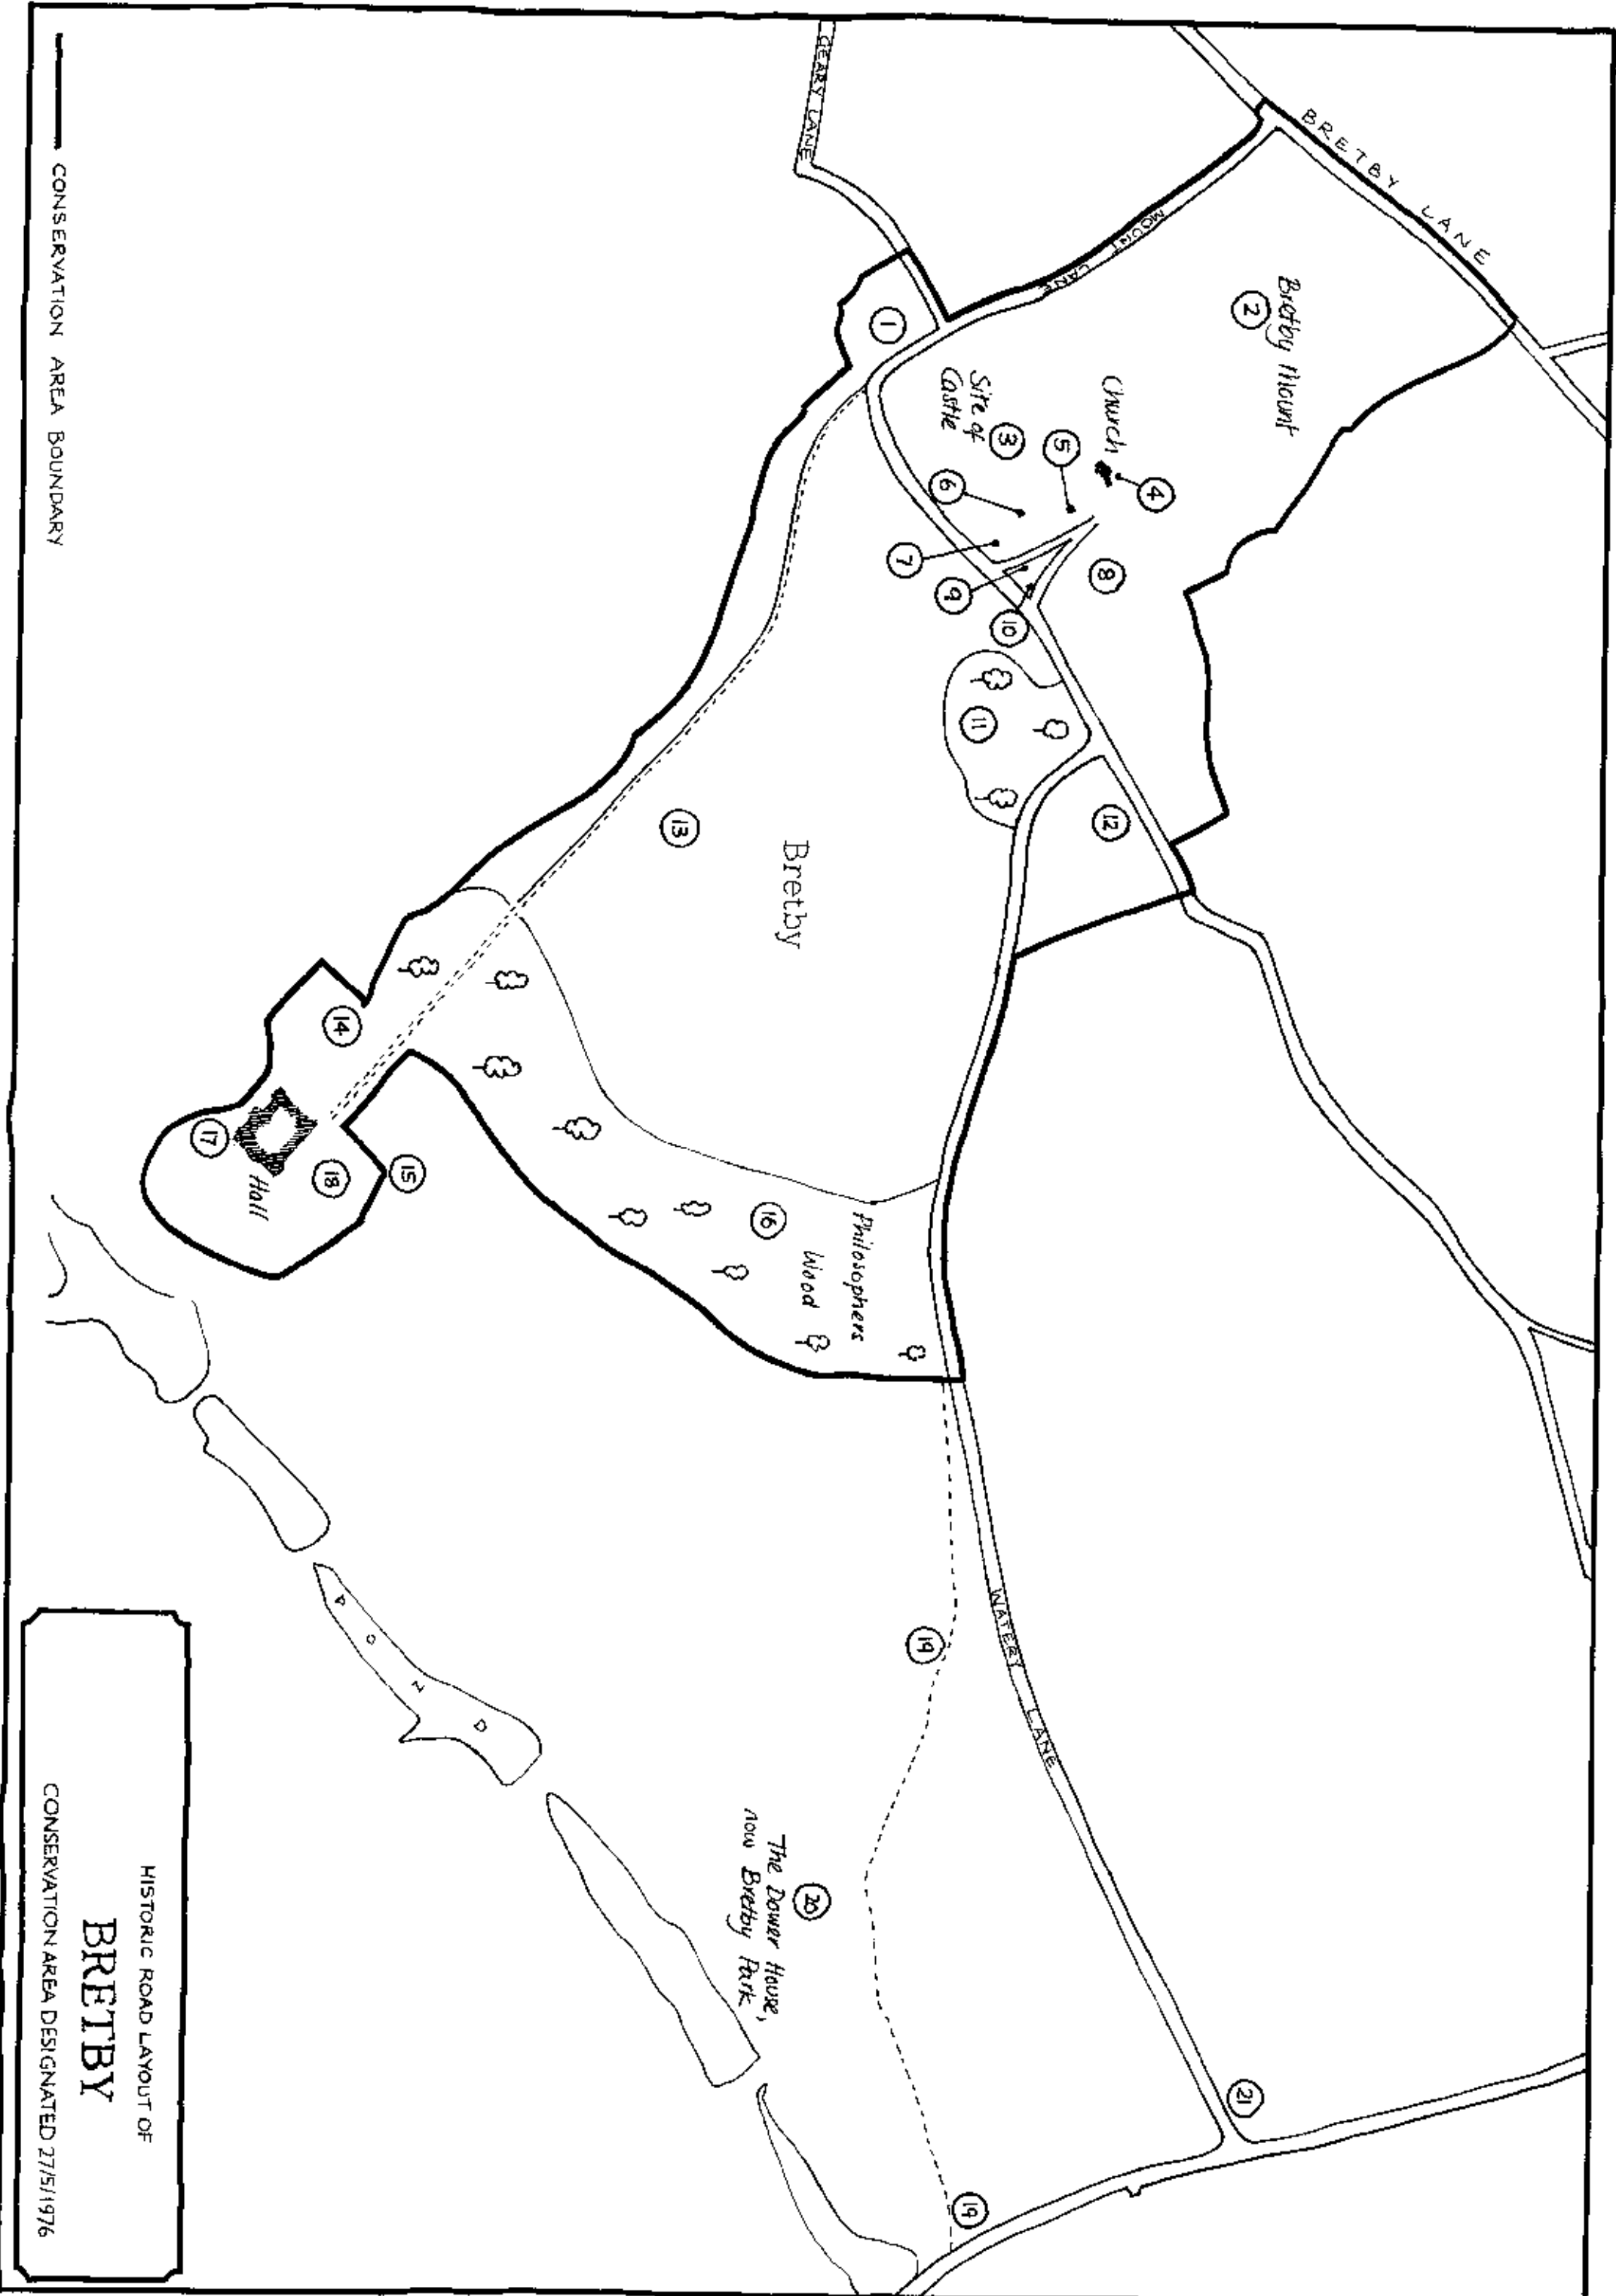 BRETBY LANE
GEARY LANE
MOUNT LANE
Bretby Mount
2
Church
1
Site of
Castle
3
5
4
6
7
8
9
10
11
12
13
Bretby
14
15
16
Philosophers
Wood
17
18
Hall
WATERY LANE
19
POND
20
The Dower House,
now Bretby Park
21
19
CONSERVATION AREA BOUNDARY
HISTORIC ROAD LAYOUT OF
BRETBY
CONSERVATION AREA DESIGNATED 27/5/1976